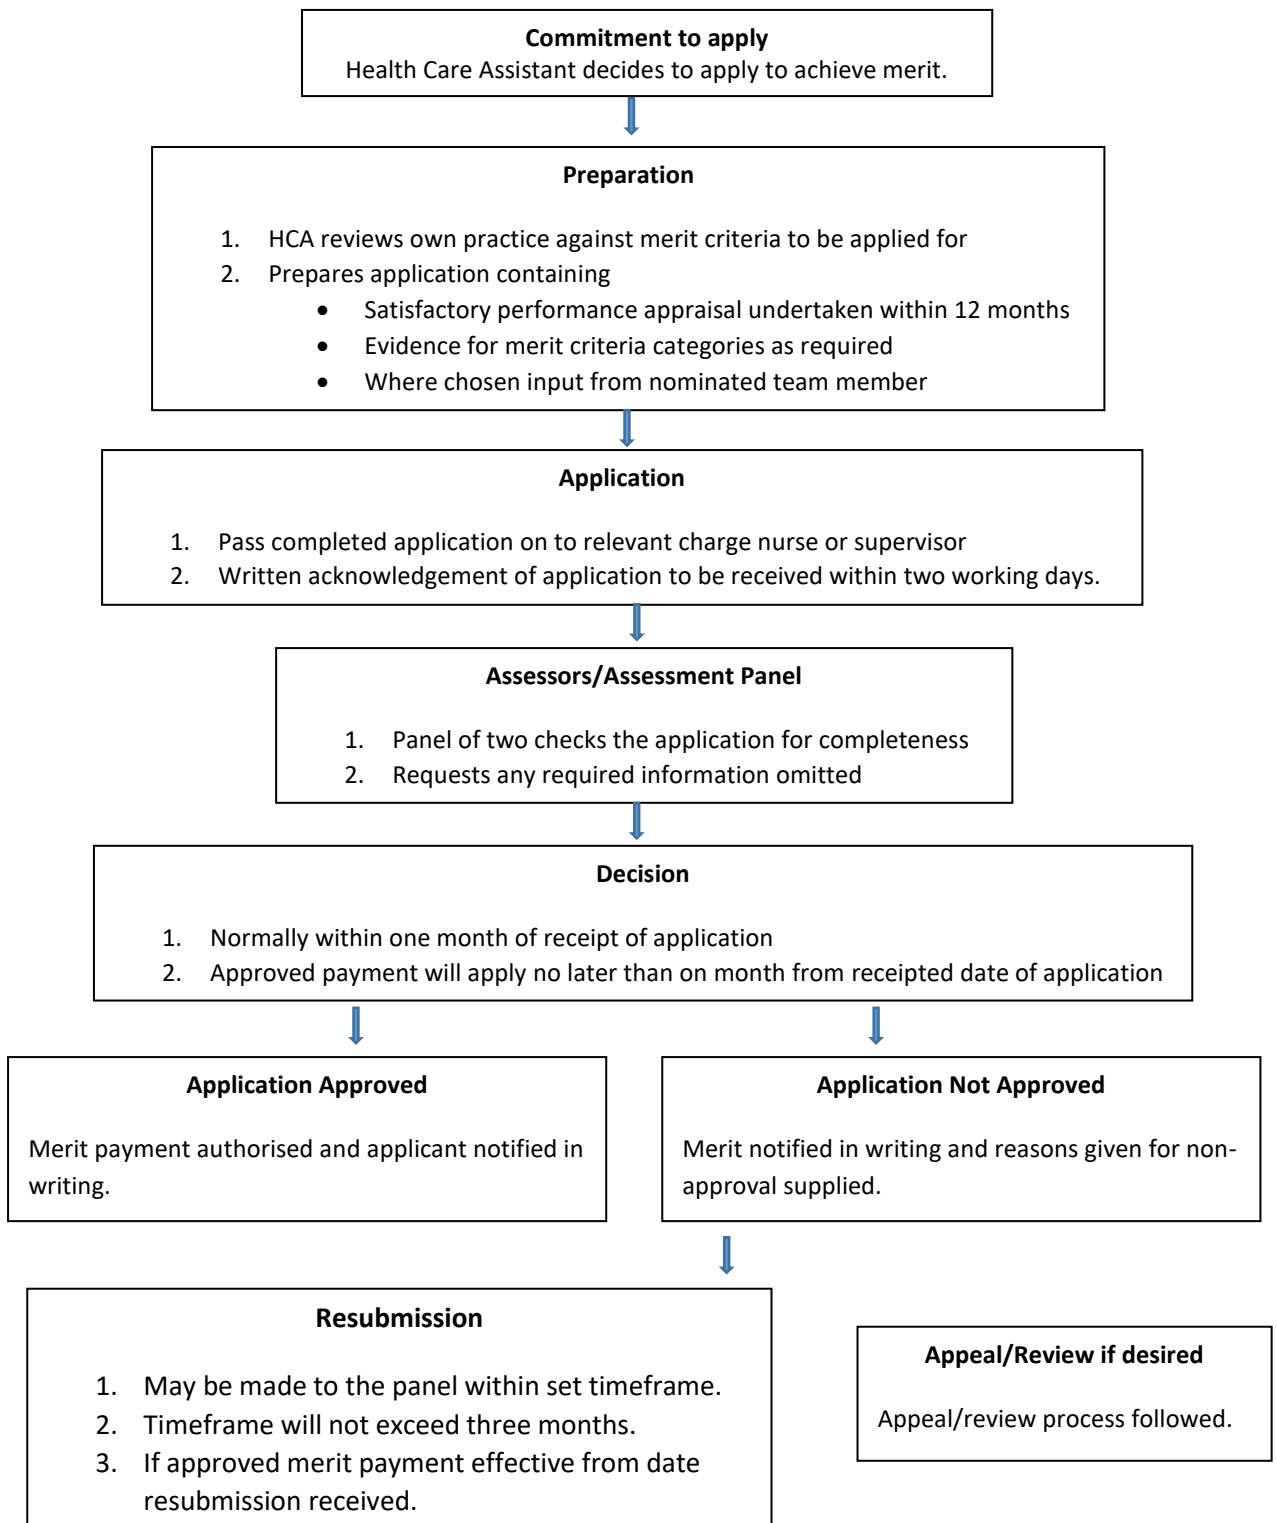 Commitment to apply
Health Care Assistant decides to apply to achieve merit.
Preparation
1. HCA reviews own practice against merit criteria to be applied for
2. Prepares application containing
• Satisfactory performance appraisal undertaken within 12 months
• Evidence for merit criteria categories as required
• Where chosen input from nominated team member
Application
1. Pass completed application on to relevant charge nurse or supervisor
2. Written acknowledgement of application to be received within two working days.
Assessors/Assessment Panel
1. Panel of two checks the application for completeness
2. Requests any required information omitted
Decision
1. Normally within one month of receipt of application
2. Approved payment will apply no later than on month from receipted date of application
Application Approved
Merit payment authorised and applicant notified in
writing.
Application Not Approved
Merit notified in writing and reasons given for non-
approval supplied.
Resubmission
1. May be made to the panel within set timeframe.
2. Timeframe will not exceed three months.
3. If approved merit payment effective from date
resubmission received.
Appeal/Review if desired
Appeal/review process followed.